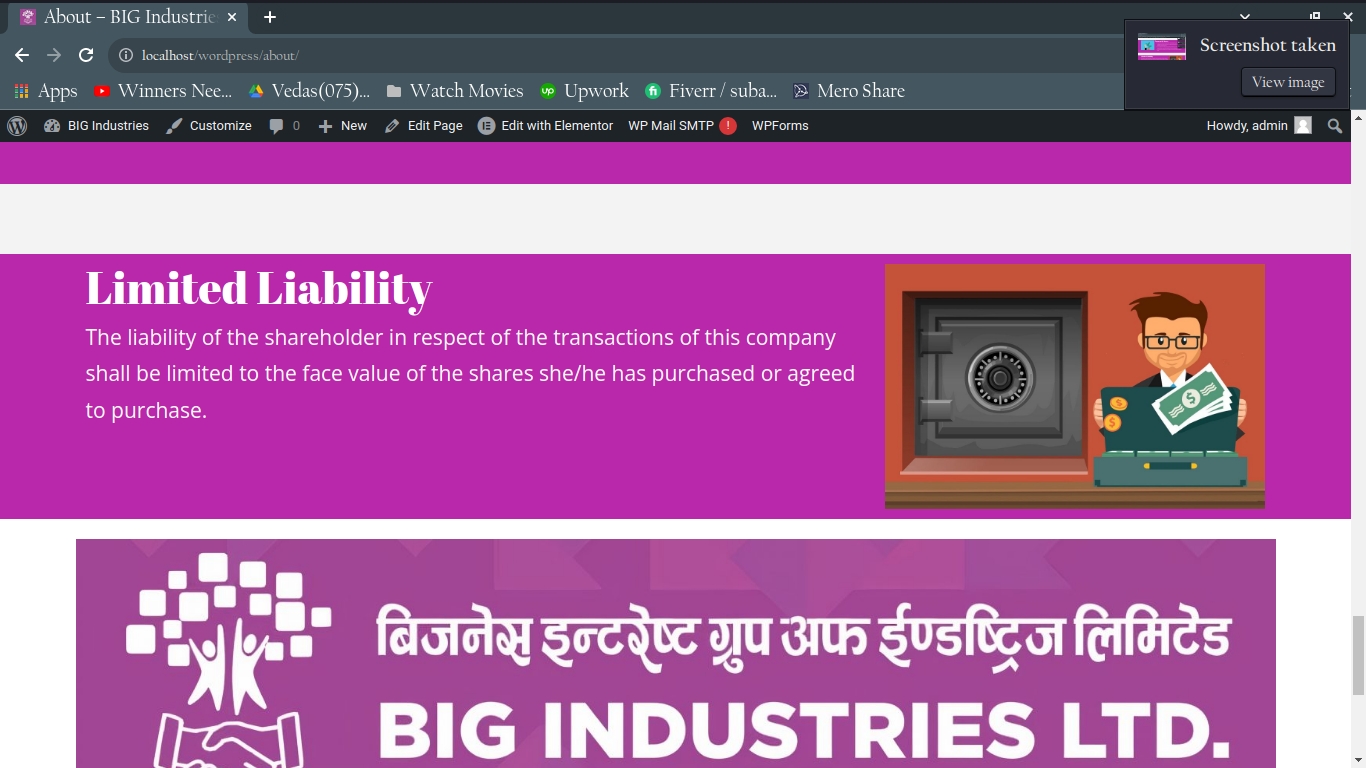 About – BIG Industrie
Screenshot taken
View image
localhost/wordpress/about/
Apps
Winners Nee...
Vedas(075)...
Watch Movies
Upwork
Fiverr / suba...
Mero Share
BIG Industries
Customize
0
New
Edit Page
Edit with Elementor
WP Mail SMTP !
WPForms
Howdy, admin
Limited Liability
The liability of the shareholder in respect of the transactions of this company
shall be limited to the face value of the shares she/he has purchased or agreed
to purchase.
बिजनेस इन्टरेष्ट ग्रुप अफ ईण्डष्ट्रिज लिमिटेड
BIG INDUSTRIES LTD.